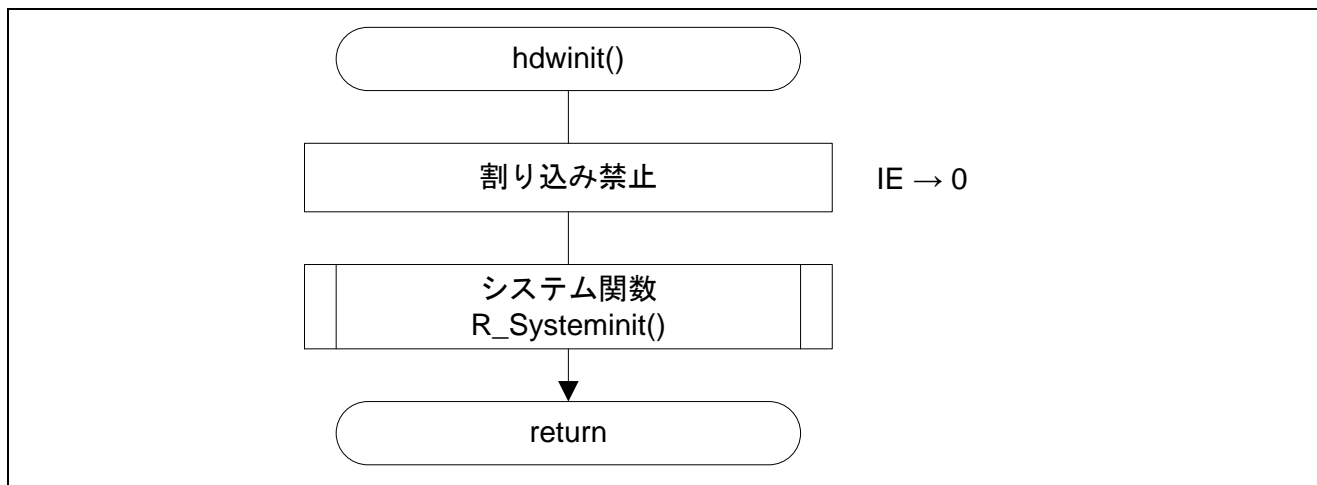 hdwinit()
割り込み禁止
IE → 0
システム関数
R_Systeminit()
return